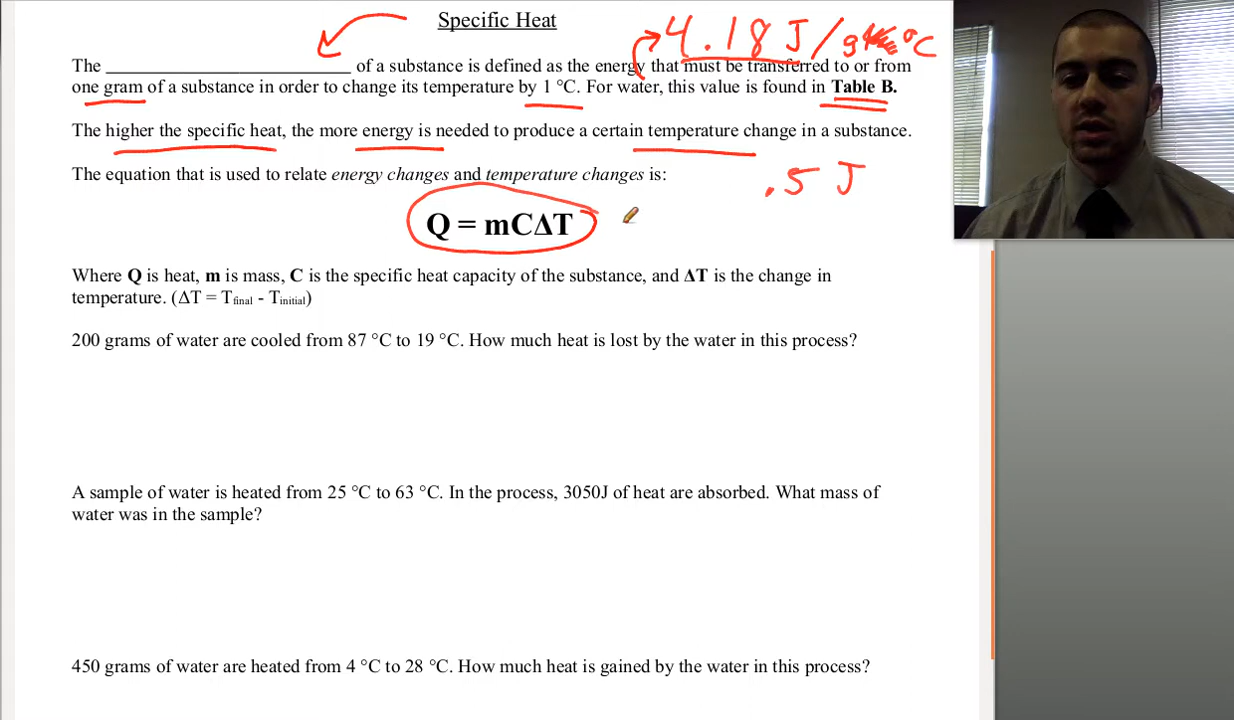 Specific Heat
4.18 J/g °C
The __________________________ of a substance is defined as the energy that must be transferred to or from
one gram of a substance in order to change its temperature by 1 °C. For water, this value is found in Table B.
The higher the specific heat, the more energy is needed to produce a certain temperature change in a substance.
The equation that is used to relate energy changes and temperature changes is:
.5 J
Q = mCΔT
Where Q is heat, m is mass, C is the specific heat capacity of the substance, and ΔT is the change in
temperature. (ΔT = Tfinal - Tinitial)
200 grams of water are cooled from 87 °C to 19 °C. How much heat is lost by the water in this process?
A sample of water is heated from 25 °C to 63 °C. In the process, 3050J of heat are absorbed. What mass of
water was in the sample?
450 grams of water are heated from 4 °C to 28 °C. How much heat is gained by the water in this process?